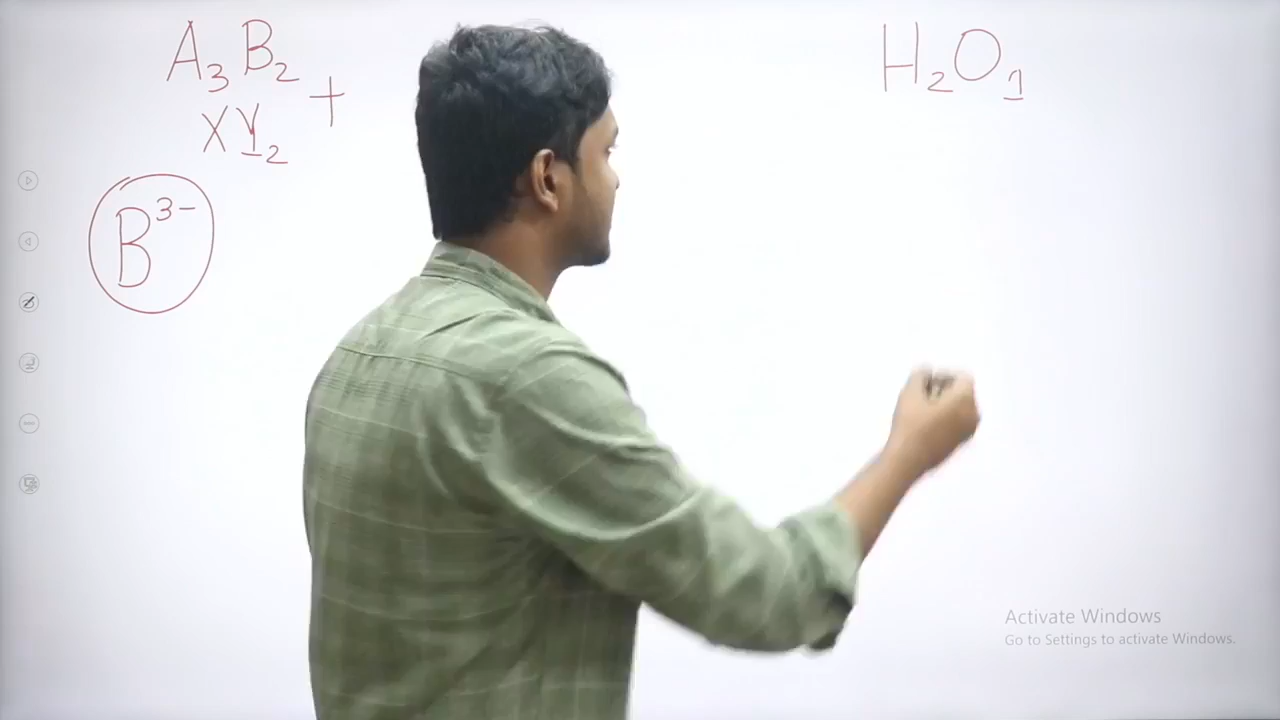 A₃B₂ +
XY₂
B³⁻
H₂O₁
Activate Windows
Go to Settings to activate Windows.